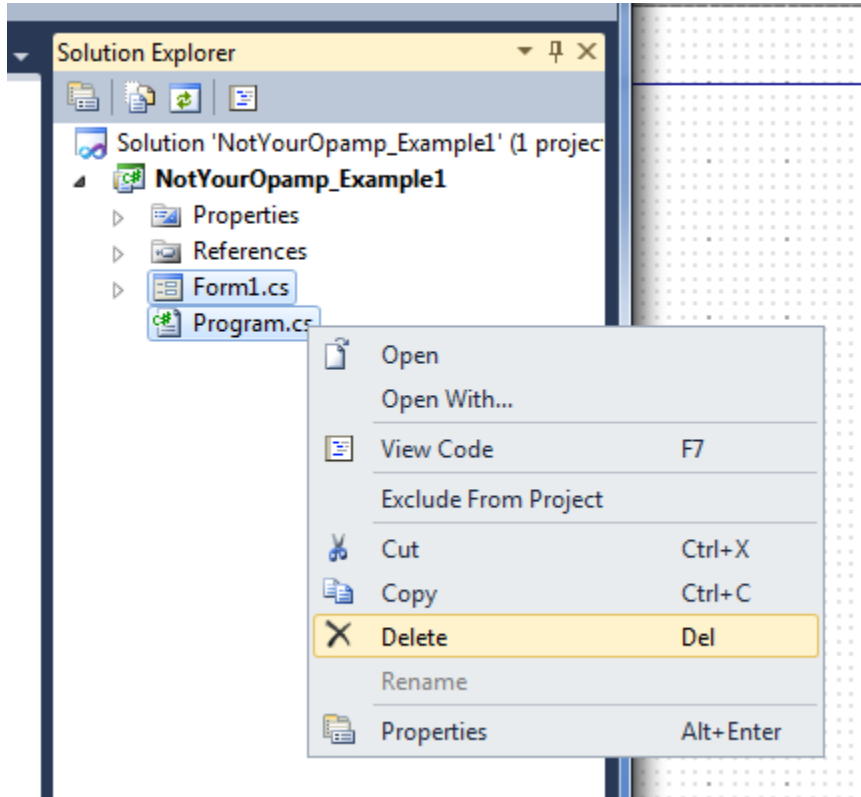 Solution Explorer
Solution 'NotYourOpamp_Example1' (1 projec
C# NotYourOpamp_Example1
Properties
References
Form1.cs
C# Program.cs
Open
Open With...
View Code F7
Exclude From Project
Cut Ctrl+X
Copy Ctrl+C
Delete Del
Rename
Properties Alt+Enter